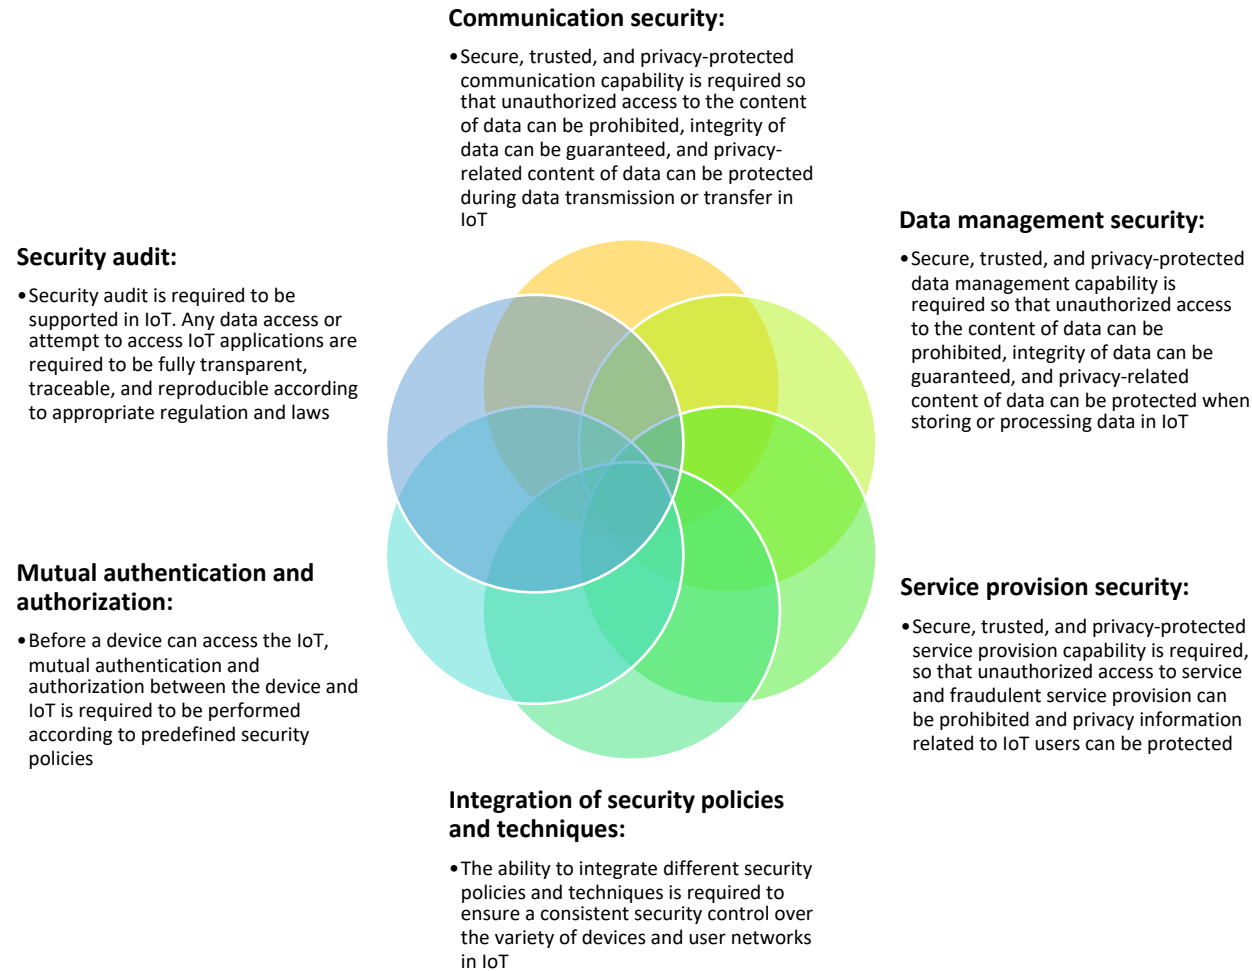 Communication security:
•Secure, trusted, and privacy-protected
communication capability is required so
that unauthorized access to the content
of data can be prohibited, integrity of
data can be guaranteed, and privacy-
related content of data can be protected
during data transmission or transfer in
IoT
Data management security:
•Secure, trusted, and privacy-protected
data management capability is
required so that unauthorized access
to the content of data can be
prohibited, integrity of data can be
guaranteed, and privacy-related
content of data can be protected when
storing or processing data in IoT
Service provision security:
•Secure, trusted, and privacy-protected
service provision capability is required,
so that unauthorized access to service
and fraudulent service provision can
be prohibited and privacy information
related to IoT users can be protected
Integration of security policies
and techniques:
•The ability to integrate different security
policies and techniques is required to
ensure a consistent security control over
the variety of devices and user networks
in IoT
Mutual authentication and
authorization:
•Before a device can access the IoT,
mutual authentication and
authorization between the device and
IoT is required to be performed
according to predefined security
policies
Security audit:
•Security audit is required to be
supported in IoT. Any data access or
attempt to access IoT applications are
required to be fully transparent,
traceable, and reproducible according
to appropriate regulation and laws